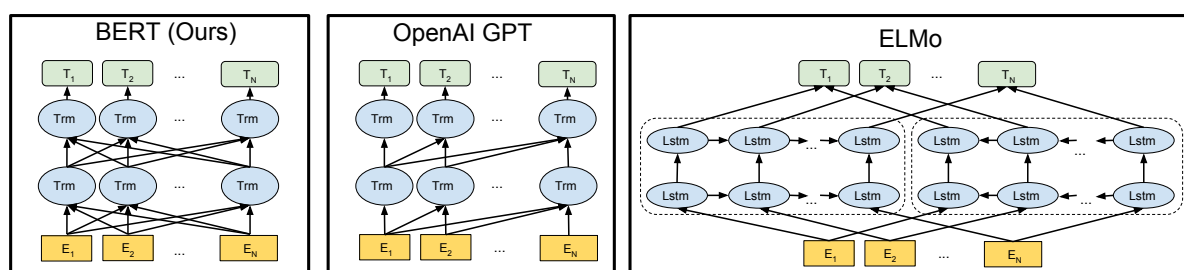 BERT (Ours)
T1 T2 ... TN
Trm Trm ... Trm
Trm Trm ... Trm
E1 E2 ... EN
OpenAI GPT
T1 T2 ... TN
Trm Trm ... Trm
Trm Trm ... Trm
E1 E2 ... EN
ELMo
T1 T2 ... TN
Lstm Lstm ... Lstm Lstm Lstm ... Lstm
Lstm Lstm ... Lstm Lstm Lstm ... Lstm
E1 E2 ... EN